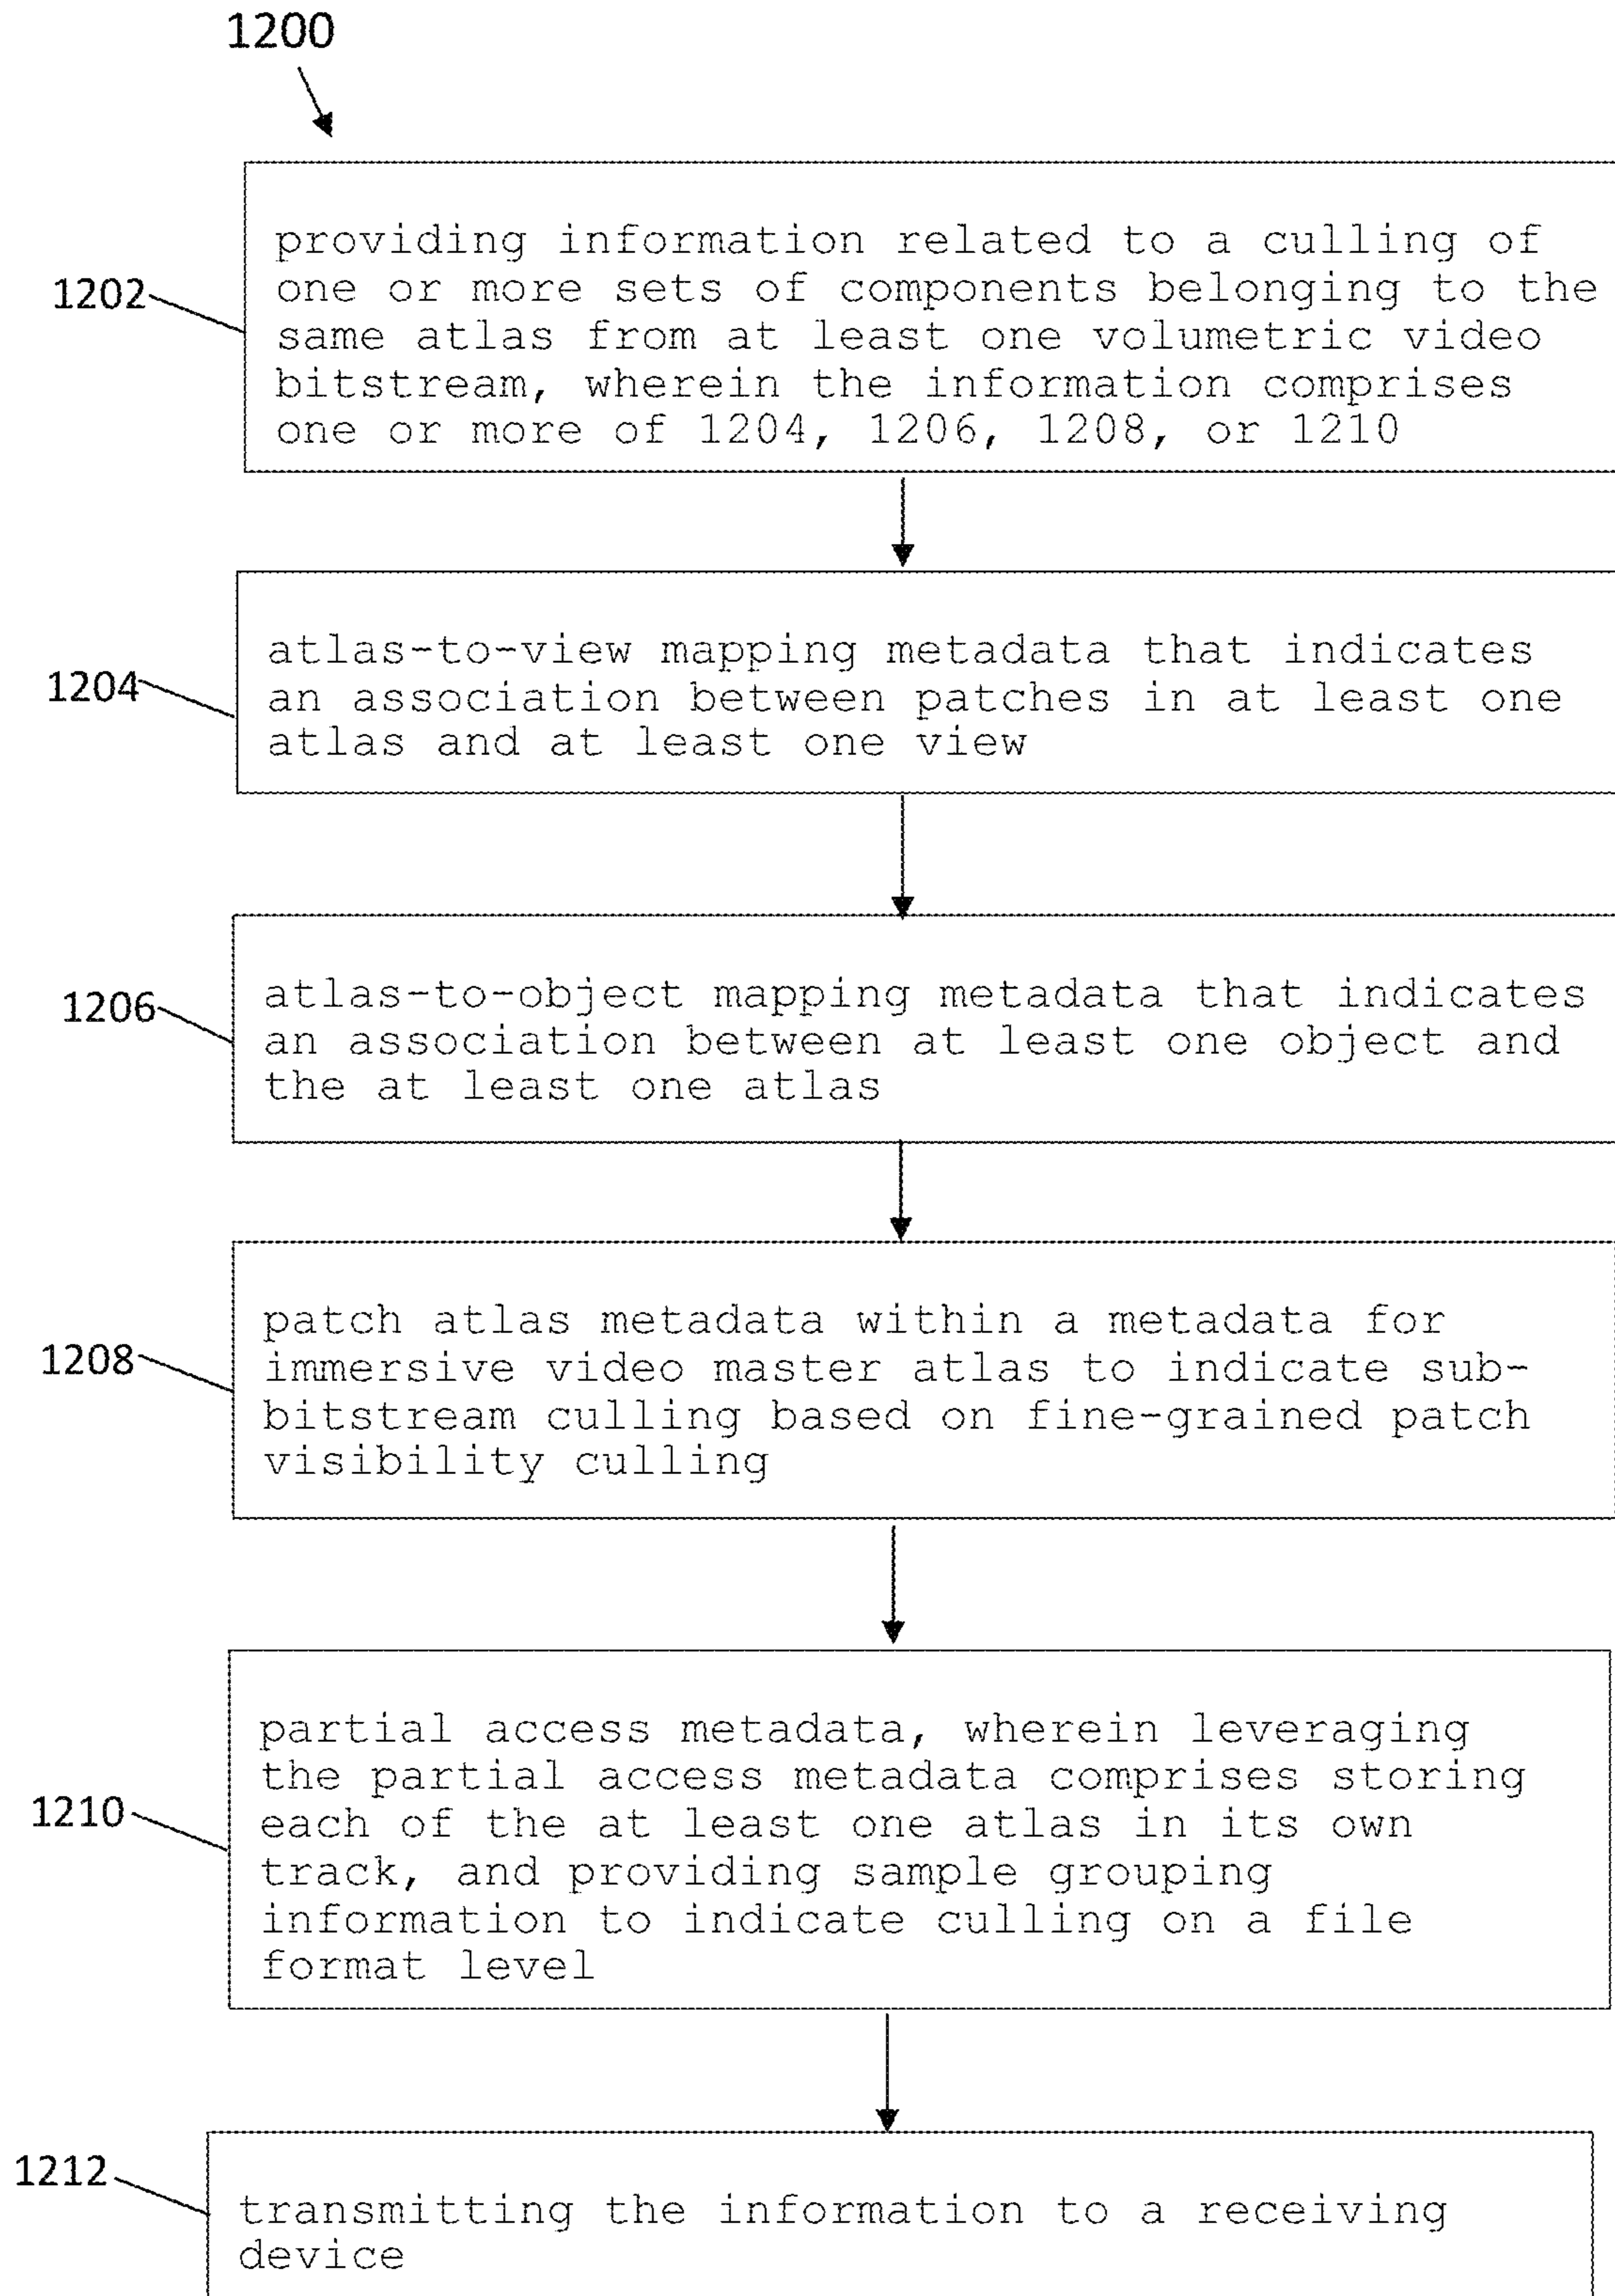 1200
1202
providing information related to a culling of
one or more sets of components belonging to the
same atlas from at least one volumetric video
bitstream, wherein the information comprises
one or more of 1204, 1206, 1208, or 1210
1204
atlas-to-view mapping metadata that indicates
an association between patches in at least one
atlas and at least one view
1206
atlas-to-object mapping metadata that indicates
an association between at least one object and
the at least one atlas
1208
patch atlas metadata within a metadata for
immersive video master atlas to indicate sub-
bitstream culling based on fine-grained patch
visibility culling
1210
partial access metadata, wherein leveraging
the partial access metadata comprises storing
each of the at least one atlas in its own
track, and providing sample grouping
information to indicate culling on a file
format level
1212
transmitting the information to a receiving
device